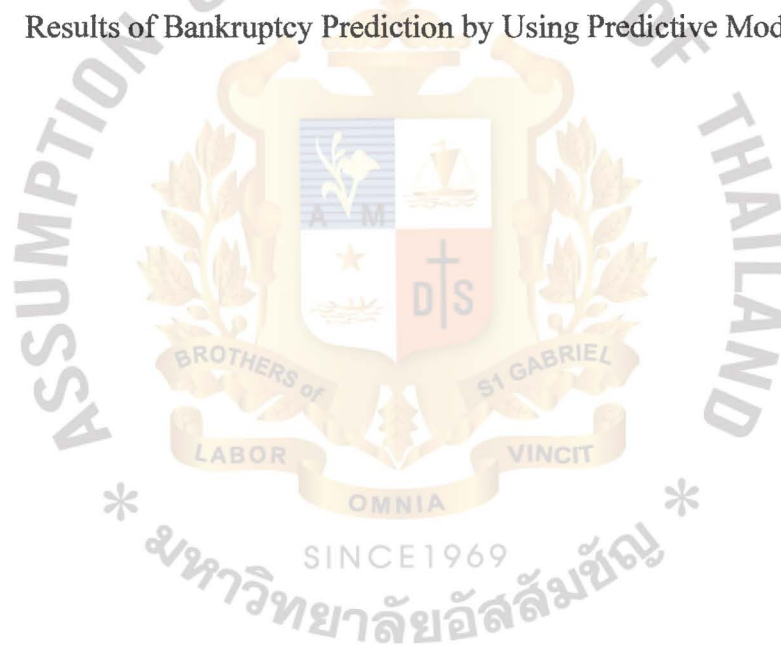 Results of Bankruptcy Prediction by Using Predictive Mod
ASSUMPTION
OF THAILAND
A M
D S
BROTHERS of
ST GABRIEL
LABOR
VINCIT
OMNIA
* SINCE1969 *
มหาวิทยาลัยอัสสัมชัญ